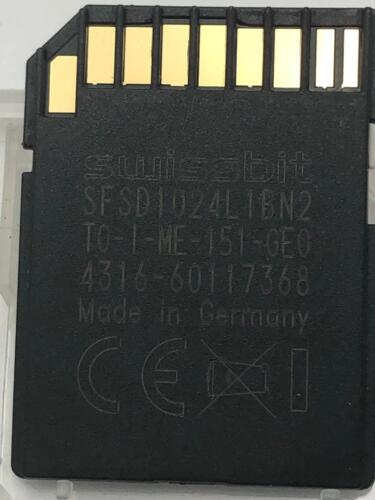 swissbit
SFSD1024L1BN2
TO-I-ME-151-GE0
4316-60117368
Made in Germany
CE